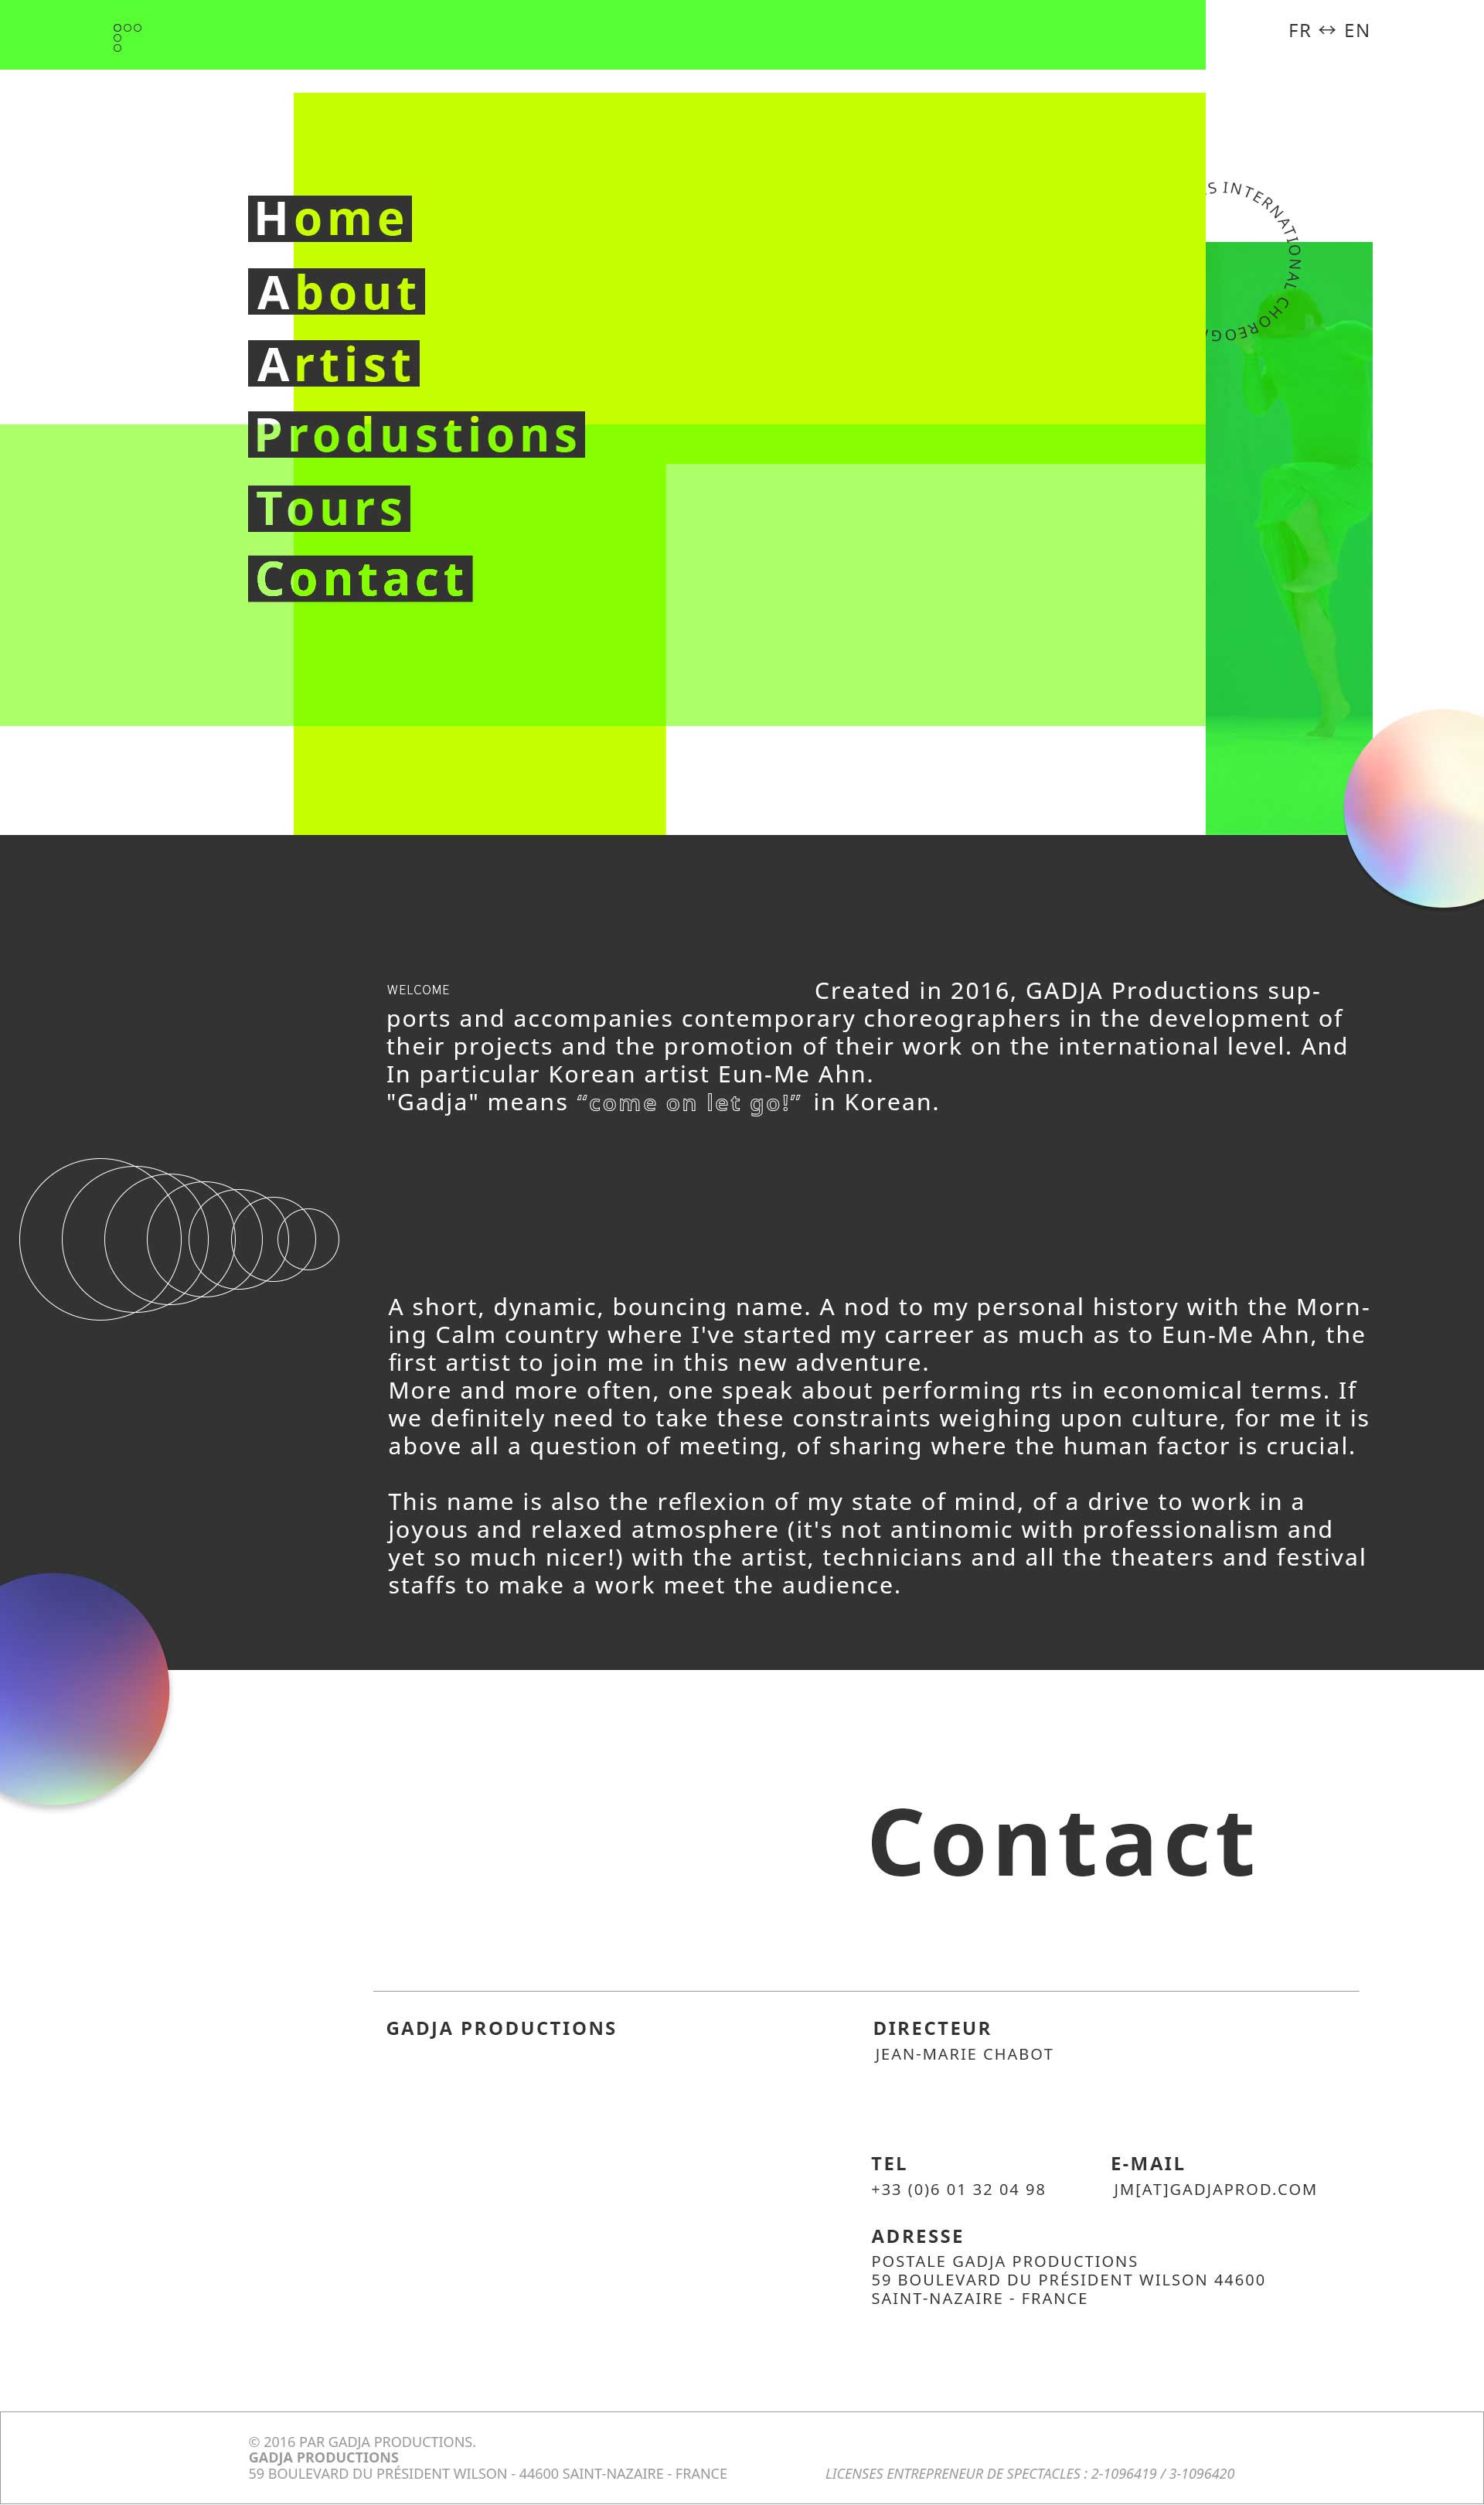 FR ↔ EN
S INTERNATIONAL CHOREOG
Home
About
Artist
Produstions
Tours
Contact
WELCOME
Created in 2016, GADJA Productions sup-
ports and accompanies contemporary choreographers in the development of
their projects and the promotion of their work on the international level. And
In particular Korean artist Eun-Me Ahn.
"Gadja" means “come on let go!” in Korean.
A short, dynamic, bouncing name. A nod to my personal history with the Morn-
ing Calm country where I've started my carreer as much as to Eun-Me Ahn, the
first artist to join me in this new adventure.
More and more often, one speak about performing rts in economical terms. If
we definitely need to take these constraints weighing upon culture, for me it is
above all a question of meeting, of sharing where the human factor is crucial.
This name is also the reflexion of my state of mind, of a drive to work in a
joyous and relaxed atmosphere (it's not antinomic with professionalism and
yet so much nicer!) with the artist, technicians and all the theaters and festival
staffs to make a work meet the audience.
Contact
GADJA PRODUCTIONS
DIRECTEUR
JEAN-MARIE CHABOT
TEL
+33 (0)6 01 32 04 98
E-MAIL
JM[AT]GADJAPROD.COM
ADRESSE
POSTALE GADJA PRODUCTIONS
59 BOULEVARD DU PRÉSIDENT WILSON 44600
SAINT-NAZAIRE - FRANCE
© 2016 PAR GADJA PRODUCTIONS.
GADJA PRODUCTIONS
59 BOULEVARD DU PRÉSIDENT WILSON - 44600 SAINT-NAZAIRE - FRANCE
LICENSES ENTREPRENEUR DE SPECTACLES : 2-1096419 / 3-1096420